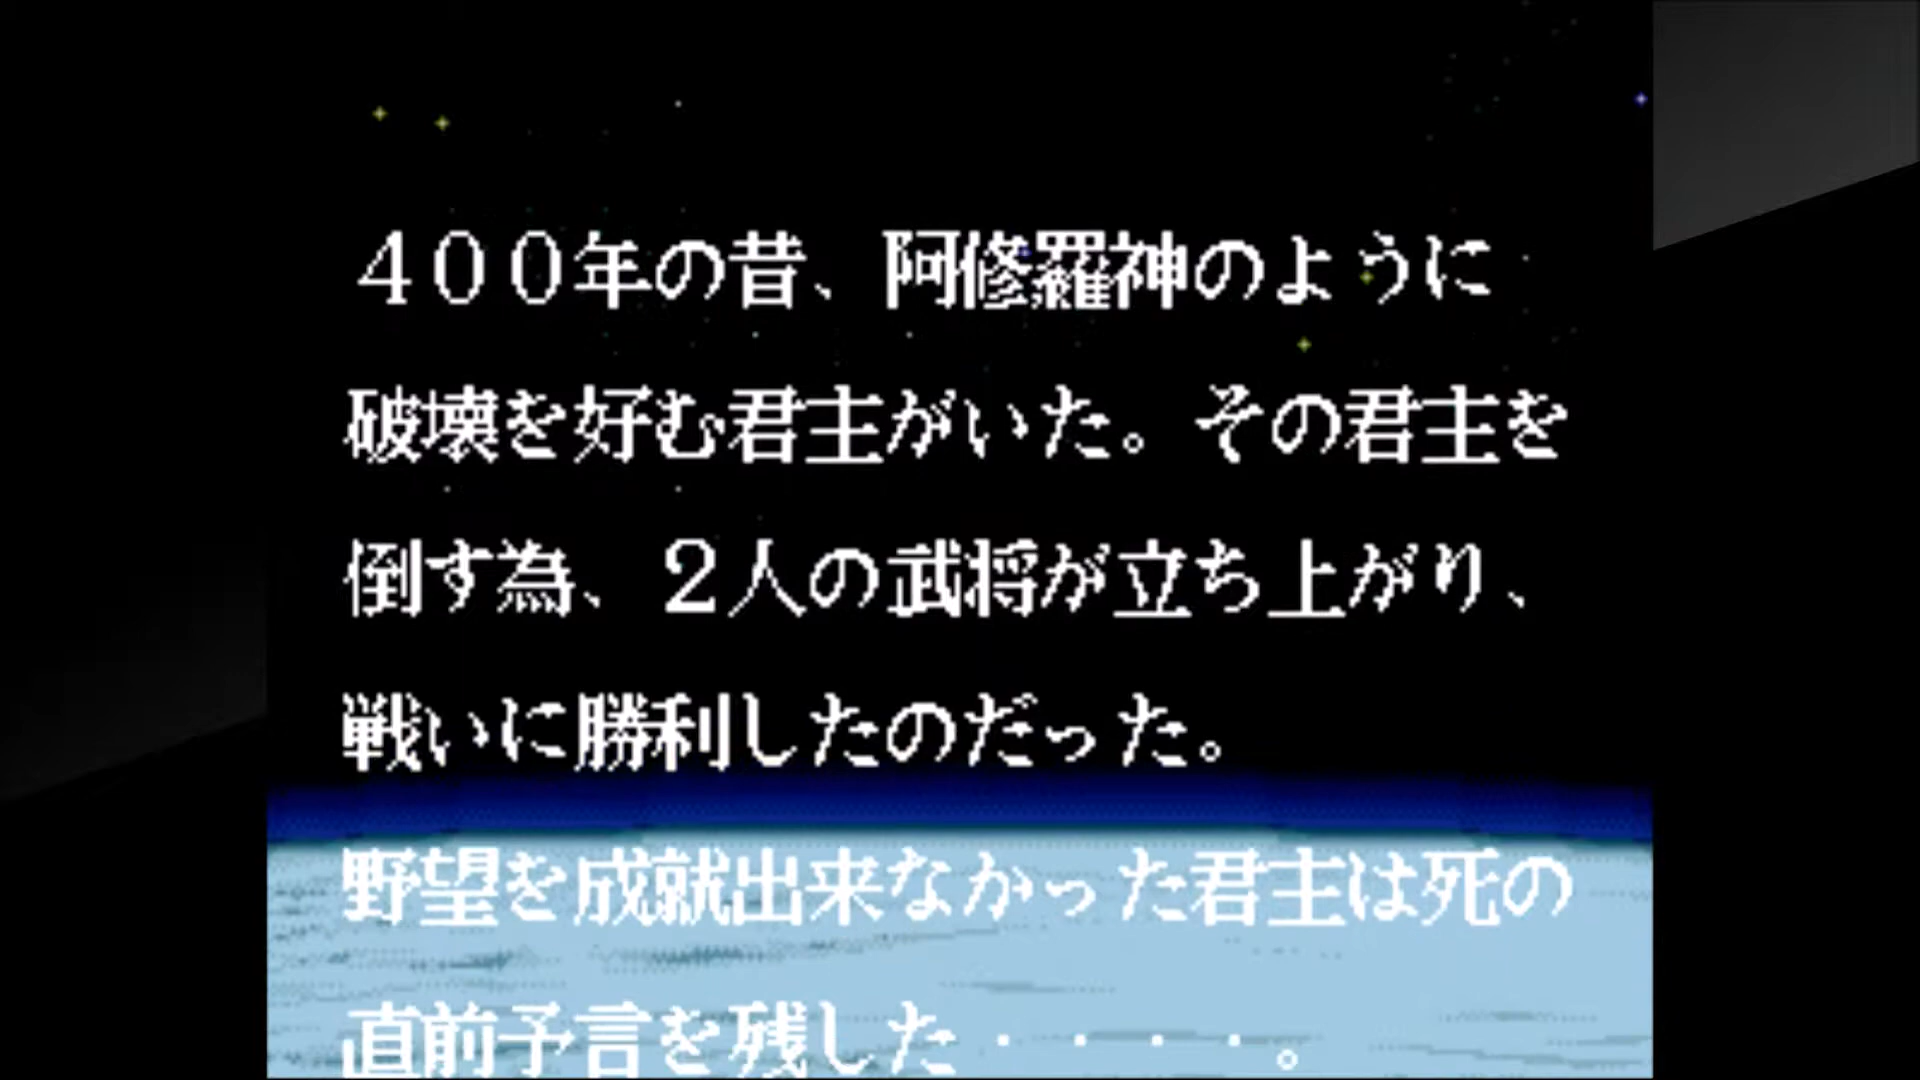 ４００年の昔、阿修羅神のように
破壊を好む君主がいた。その君主を
倒す為、２人の武将が立ち上がり、
戦いに勝利したのだった。
野望を成就出来なかった君主は死の
直前予言を残した・・・・。